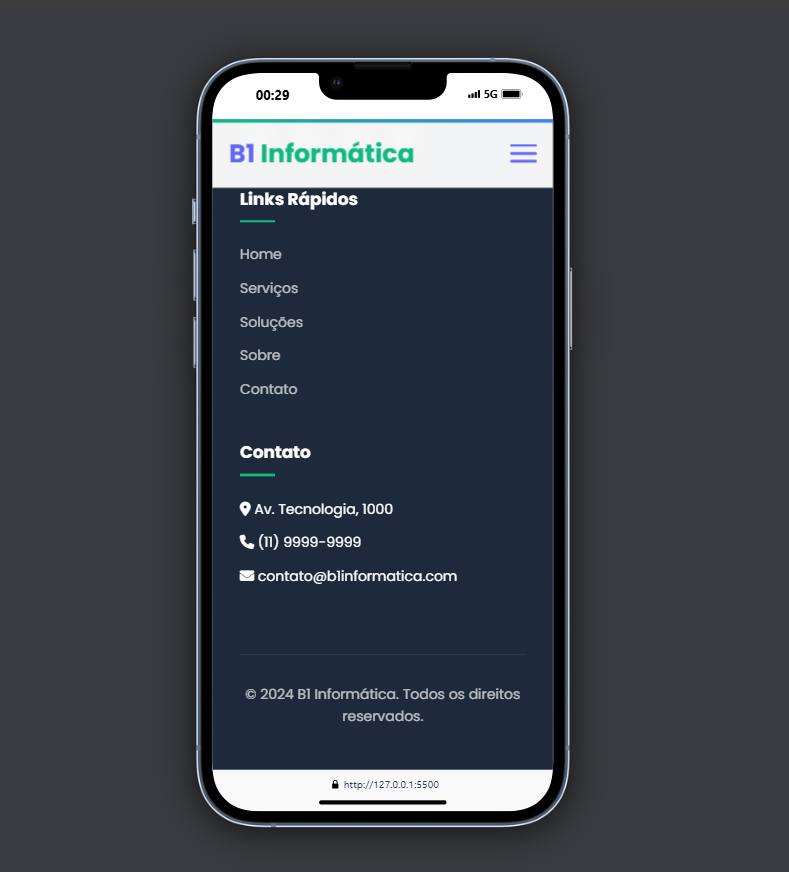 00:29
5G
B1 Informática
Links Rápidos
Home
Serviços
Soluções
Sobre
Contato
Contato
Av. Tecnologia, 1000
(11) 9999-9999
contato@b1informatica.com
© 2024 B1 Informática. Todos os direitos
reservados.
http://127.0.0.1:5500